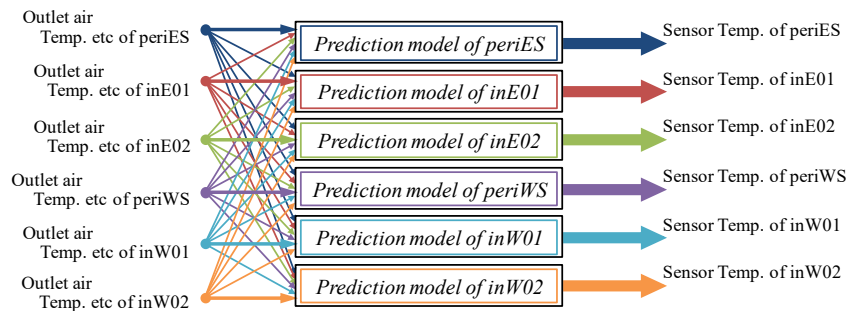 Outlet air
Temp. etc of periES
Prediction model of periES
Sensor Temp. of periES
Outlet air
Temp. etc of inE01
Prediction model of inE01
Sensor Temp. of inE01
Outlet air
Temp. etc of inE02
Prediction model of inE02
Sensor Temp. of inE02
Outlet air
Temp. etc of periWS
Prediction model of periWS
Sensor Temp. of periWS
Outlet air
Temp. etc of inW01
Prediction model of inW01
Sensor Temp. of inW01
Outlet air
Temp. etc of inW02
Prediction model of inW02
Sensor Temp. of inW02